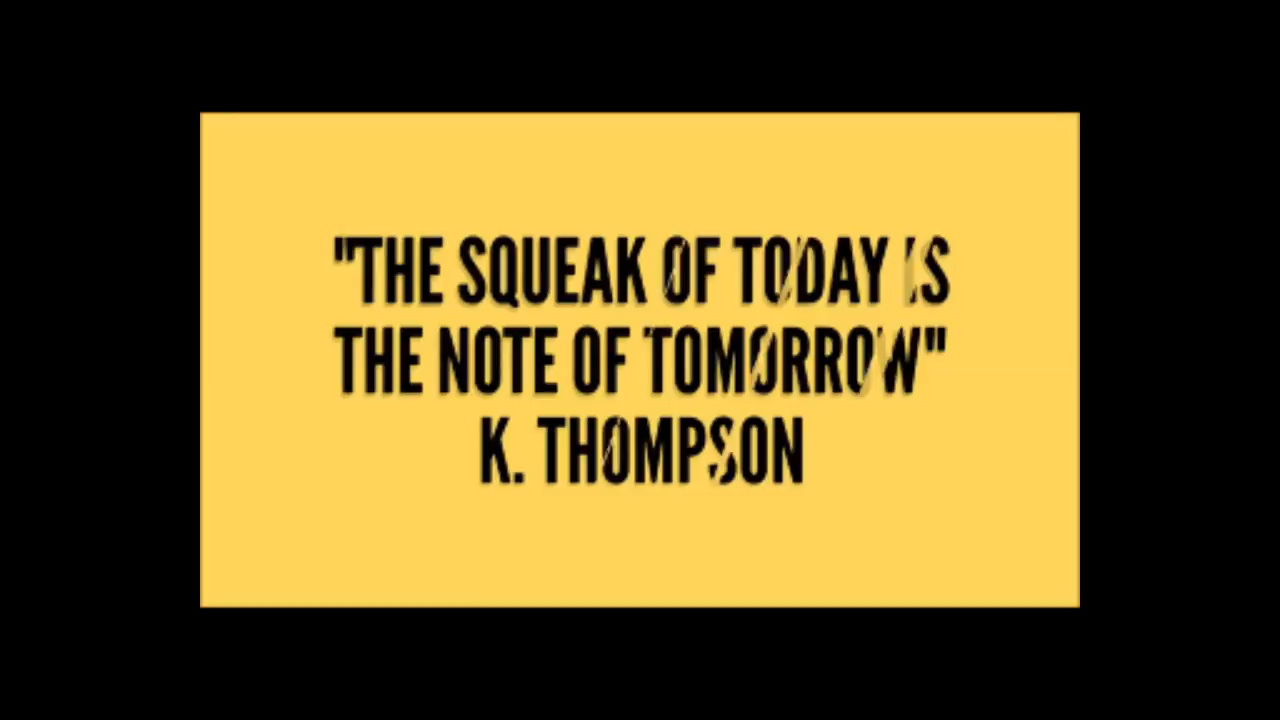 "THE SQUEAK OF TODAY IS
THE NOTE OF TOMORROW"
K. THOMPSON